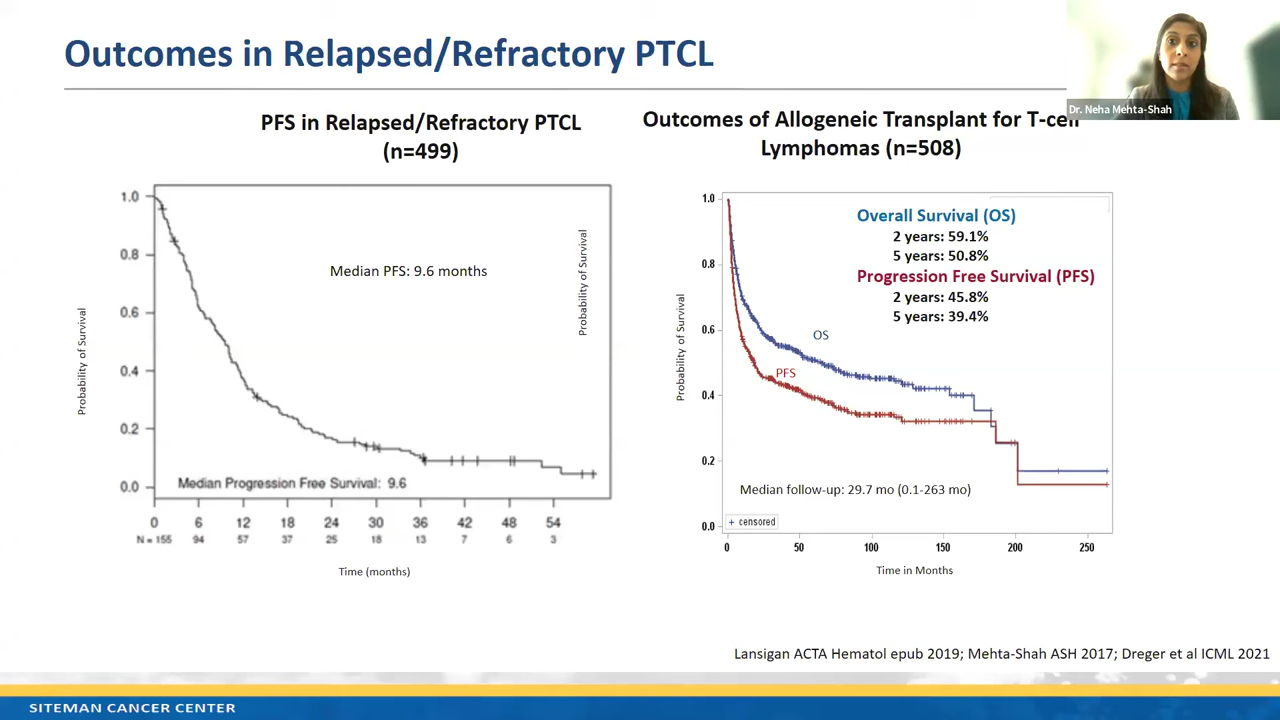 Outcomes in Relapsed/Refractory PTCL
Dr. Neha Mehta-Shah
PFS in Relapsed/Refractory PTCL
(n=499)
Probability of Survival
1.0
0.8
0.6
0.4
0.2
0.0
Median PFS: 9.6 months
Probability of Survival
Median Progression Free Survival: 9.6
0 6 12 18 24 30 36 42 48 54
N = 155 94 57 37 25 18 13 7 6 3
Time (months)
Outcomes of Allogeneic Transplant for T-cell
Lymphomas (n=508)
Probability of Survival
1.0
0.8
0.6
0.4
0.2
0.0
Overall Survival (OS)
2 years: 59.1%
5 years: 50.8%
Progression Free Survival (PFS)
2 years: 45.8%
5 years: 39.4%
OS
PFS
Median follow-up: 29.7 mo (0.1-263 mo)
+ censored
0 50 100 150 200 250
Time in Months
Lansigan ACTA Hematol epub 2019; Mehta-Shah ASH 2017; Dreger et al ICML 2021
SITEMAN CANCER CENTER